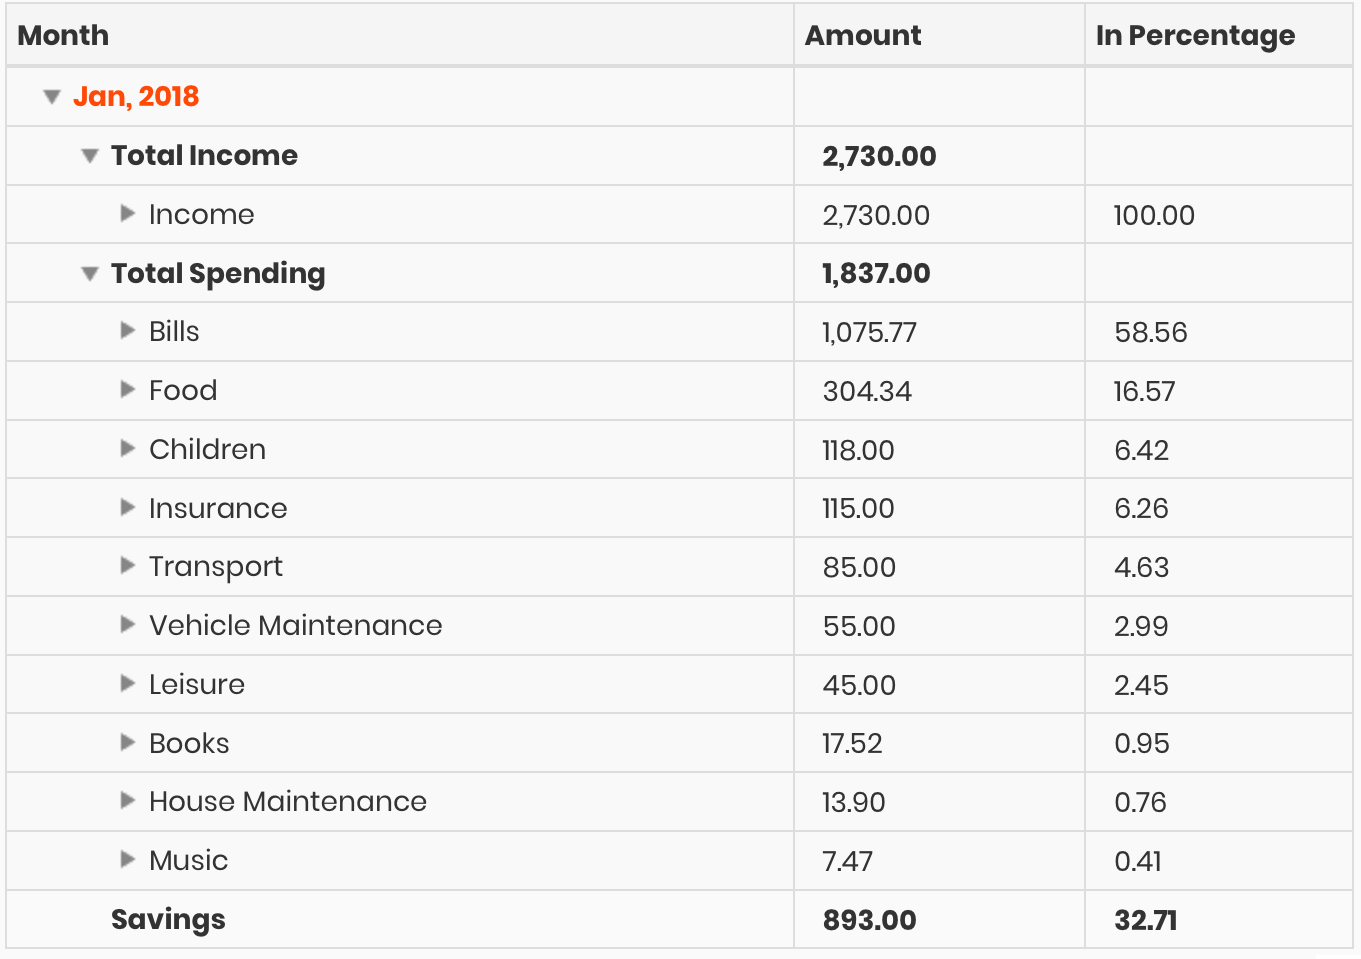 Month Amount In Percentage
Jan, 2018
Total Income 2,730.00
Income 2,730.00 100.00
Total Spending 1,837.00
Bills 1,075.77 58.56
Food 304.34 16.57
Children 118.00 6.42
Insurance 115.00 6.26
Transport 85.00 4.63
Vehicle Maintenance 55.00 2.99
Leisure 45.00 2.45
Books 17.52 0.95
House Maintenance 13.90 0.76
Music 7.47 0.41
Savings 893.00 32.71